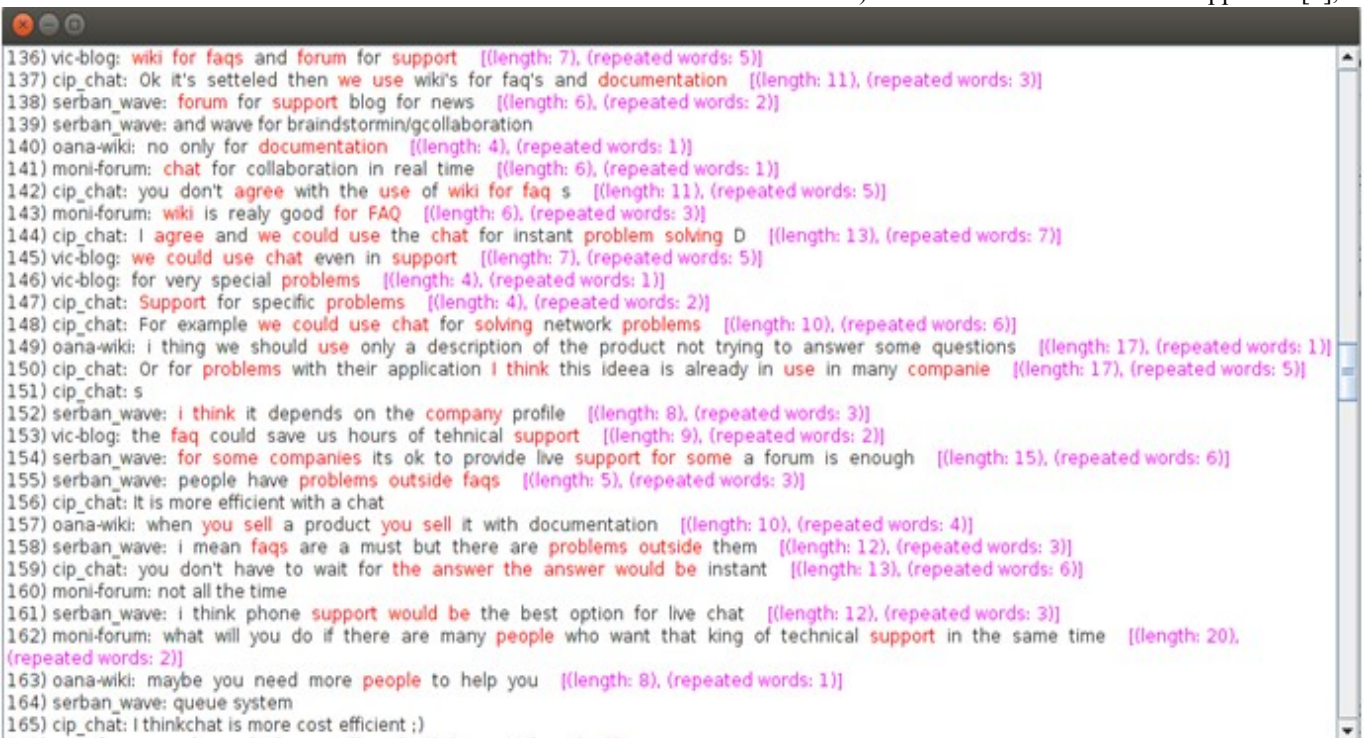 136) vic-blog: wiki for faqs and forum for support [(length: 7), (repeated words: 5)]
137) cip_chat: Ok it's setteled then we use wiki's for faq's and documentation [(length: 11), (repeated words: 3)]
138) serban_wave: forum for support blog for news [(length: 6), (repeated words: 2)]
139) serban_wave: and wave for braindstormin/gcollaboration
140) oana-wiki: no only for documentation [(length: 4), (repeated words: 1)]
141) moni-forum: chat for collaboration in real time [(length: 6), (repeated words: 1)]
142) cip_chat: you don't agree with the use of wiki for faq s [(length: 11), (repeated words: 5)]
143) moni-forum: wiki is realy good for FAQ [(length: 6), (repeated words: 3)]
144) cip_chat: I agree and we could use the chat for instant problem solving D [(length: 13), (repeated words: 7)]
145) vic-blog: we could use chat even in support [(length: 7), (repeated words: 5)]
146) vic-blog: for very special problems [(length: 4), (repeated words: 1)]
147) cip_chat: Support for specific problems [(length: 4), (repeated words: 2)]
148) cip_chat: For example we could use chat for solving network problems [(length: 10), (repeated words: 6)]
149) oana-wiki: i thing we should use only a description of the product not trying to answer some questions [(length: 17), (repeated words: 1)]
150) cip_chat: Or for problems with their application I think this ideea is already in use in many companie [(length: 17), (repeated words: 5)]
151) cip_chat: s
152) serban_wave: i think it depends on the company profile [(length: 8), (repeated words: 3)]
153) vic-blog: the faq could save us hours of tehnical support [(length: 9), (repeated words: 2)]
154) serban_wave: for some companies its ok to provide live support for some a forum is enough [(length: 15), (repeated words: 6)]
155) serban_wave: people have problems outside faqs [(length: 5), (repeated words: 3)]
156) cip_chat: It is more efficient with a chat
157) oana-wiki: when you sell a product you sell it with documentation [(length: 10), (repeated words: 4)]
158) serban_wave: i mean faqs are a must but there are problems outside them [(length: 12), (repeated words: 3)]
159) cip_chat: you don't have to wait for the answer the answer would be instant [(length: 13), (repeated words: 6)]
160) moni-forum: not all the time
161) serban_wave: i think phone support would be the best option for live chat [(length: 12), (repeated words: 3)]
162) moni-forum: what will you do if there are many people who want that king of technical support in the same time [(length: 20),
(repeated words: 2)]
163) oana-wiki: maybe you need more people to help you [(length: 8), (repeated words: 1)]
164) serban_wave: queue system
165) cip_chat: I thinkchat is more cost efficient ;)